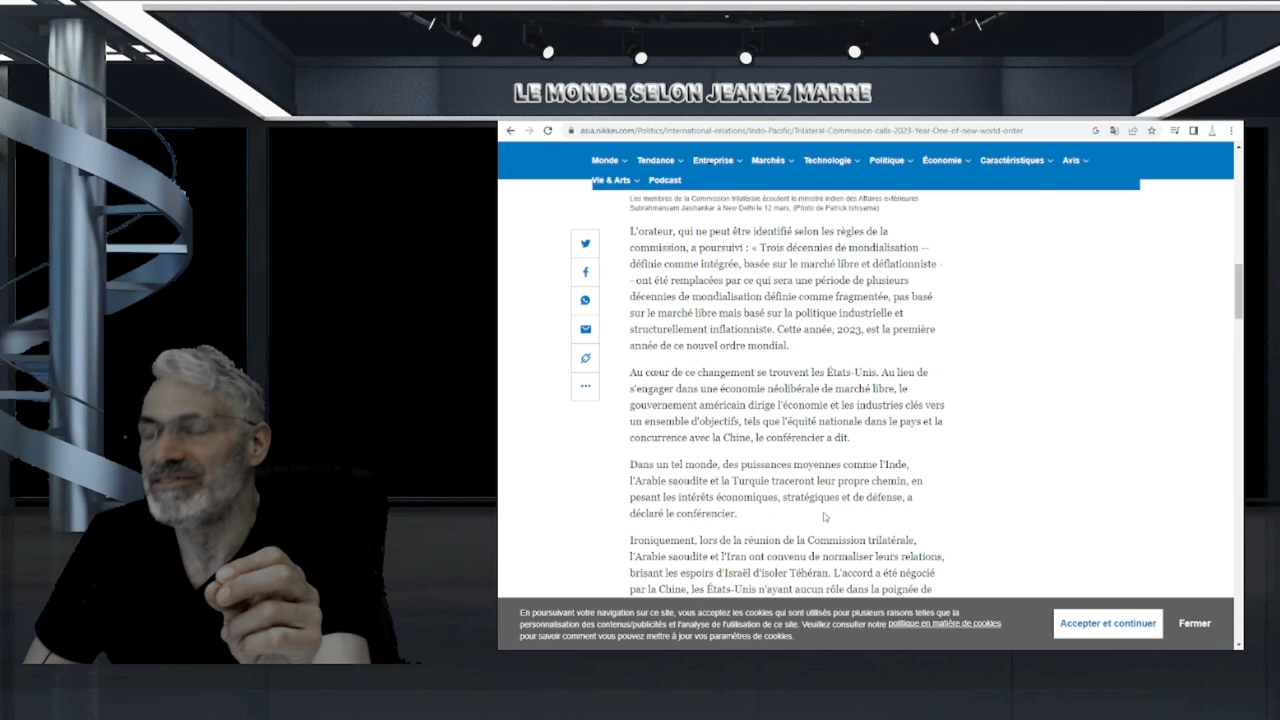 LE MONDE SELON JEANEZ MARRE
asia.nikkei.com/Politics/International-relations/Indo-Pacific/Trilateral-Commission-calls-2023-Year-One-of-new-world-order
Monde Tendance Entreprise Marchés Technologie Politique Économie Caractéristiques Avis
Vie & Arts Podcast
Les membres de la Commission trilatérale écoutent le ministre indien des Affaires extérieures
Subrahmanyam Jaishankar à New Delhi le 12 mars. (Photo de Patrick Ishiyama)
L'orateur, qui ne peut être identifié selon les règles de la
commission, a poursuivi : « Trois décennies de mondialisation --
définie comme intégrée, basée sur le marché libre et déflationniste -
- ont été remplacées par ce qui sera une période de plusieurs
décennies de mondialisation définie comme fragmentée, pas basé
sur le marché libre mais basé sur la politique industrielle et
structurellement inflationniste. Cette année, 2023, est la première
année de ce nouvel ordre mondial.
Au cœur de ce changement se trouvent les États-Unis. Au lieu de
s'engager dans une économie néolibérale de marché libre, le
gouvernement américain dirige l'économie et les industries clés vers
un ensemble d'objectifs, tels que l'équité nationale dans le pays et la
concurrence avec la Chine, le conférencier a dit.
Dans un tel monde, des puissances moyennes comme l'Inde,
l'Arabie saoudite et la Turquie traceront leur propre chemin, en
pesant les intérêts économiques, stratégiques et de défense, a
déclaré le conférencier.
Ironiquement, lors de la réunion de la Commission trilatérale,
l'Arabie saoudite et l'Iran ont convenu de normaliser leurs relations,
brisant les espoirs d'Israël d'isoler Téhéran. L'accord a été négocié
par la Chine, les États-Unis n'ayant aucun rôle dans la poignée de
En poursuivant votre navigation sur ce site, vous acceptez les cookies qui sont utilisés pour plusieurs raisons telles que la
personnalisation des contenus/publicités et l'analyse de l'utilisation de ce site. Veuillez consulter notre politique en matière de cookies
pour savoir comment vous pouvez mettre à jour vos paramètres de cookies.
Accepter et continuer
Fermer